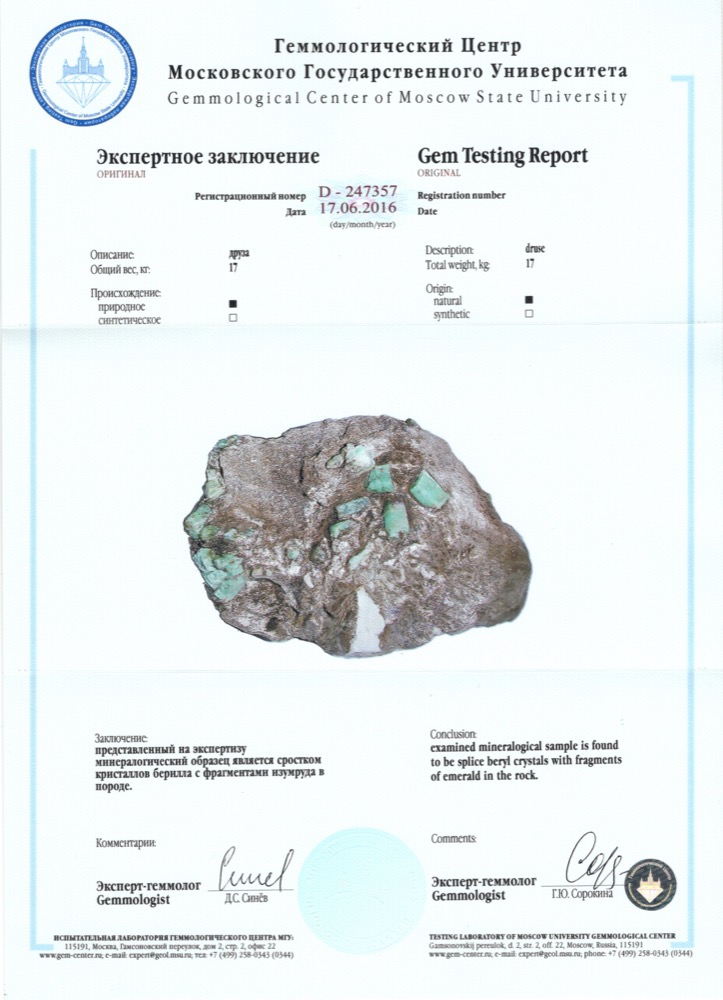 Геммологический Центр
Московского Государственного Университета
Gemmological Center of Moscow State University
Экспертное заключение
ОРИГИНАЛ
Gem Testing Report
ORIGINAL
Регистрационный номер D - 247357 Registration number
Дата 17.06.2016 Date
(day/month/year)
Описание: друза
Общий вес, кг: 17
Происхождение:
природное ■
синтетическое □
Description: druse
Total weight, kg: 17
Origin:
natural ■
synthetic □
Заключение:
представленный на экспертизу
минералогический образец является сростком
кристаллов берилла с фрагментами изумруда в
породе.
Conclusion:
examined mineralogical sample is found
to be splice beryl crystals with fragments
of emerald in the rock.
Комментарии:
Эксперт-геммолог
Gemmologist Д.С. Синёв
Comments:
Эксперт-геммолог
Gemmologist Г.Ю. Сорокина
ИСПЫТАТЕЛЬНАЯ ЛАБОРАТОРИЯ ГЕММОЛОГИЧЕСКОГО ЦЕНТРА МГУ:
115191, Москва, Гамсоновский переулок, дом 2, стр. 2, офис 22
www.gem-center.ru; e-mail: expert@geol.msu.ru; тел: +7 (499) 258-0343 (0344)
TESTING LABORATORY OF MOSCOW UNIVERSITY GEMMOLOGICAL CENTER
Gamsonovskij pereulok, d. 2, str. 2, off. 22, Moscow, Russia, 115191
www.gem-center.ru; e-mail: expert@geol.msu.ru; phone: +7 (499) 258-0343 (0344)